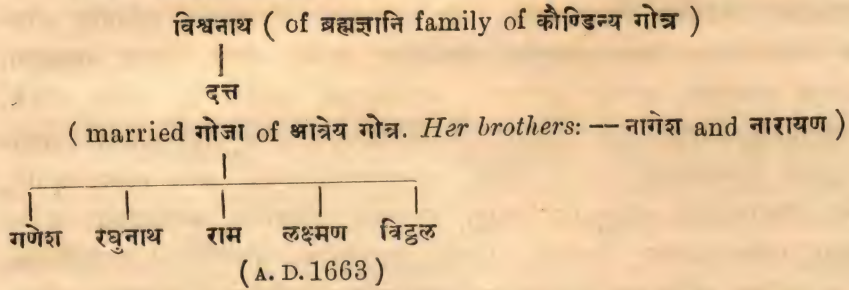 विश्वनाथ ( of ब्रह्मज्ञानि family of कौण्डिन्य गोत्र )
दत्त
( married गोजा of आत्रेय गोत्र. Her brothers: — नागेश and नारायण )
गणेश रघुनाथ राम लक्ष्मण विट्ठल
( A. D. 1663 )